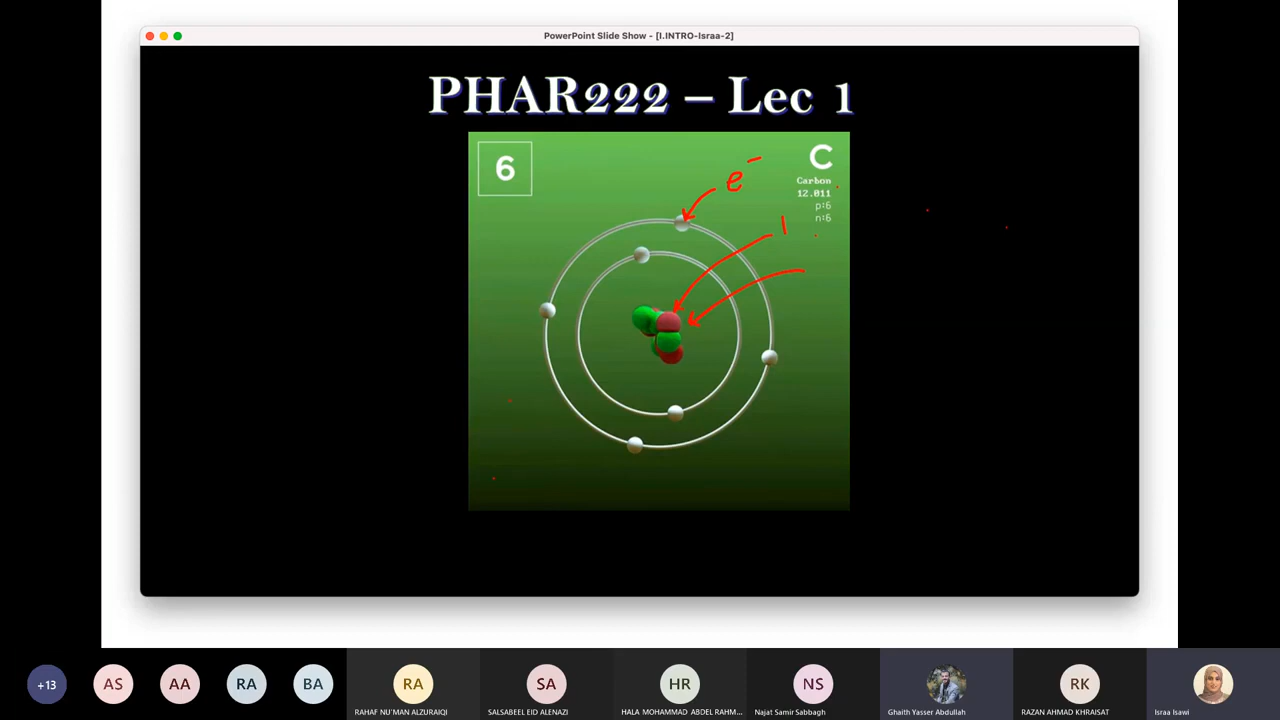 PowerPoint Slide Show - [I.INTRO-Israa-2]
PHAR222 – Lec 1
6
C
Carbon
12.011
p:6
n:6
e⁻
+13
AS
AA
RA
BA
RA
SA
HR
NS
RK
RAHAF NU'MAN ALZURAIQI
SALSABEEL EID ALENAZI
HALA MOHAMMAD ABDEL RAHM...
Najat Samir Sabbagh
Ghaith Yasser Abdullah
RAZAN AHMAD KHRAISAT
Israa Isawi